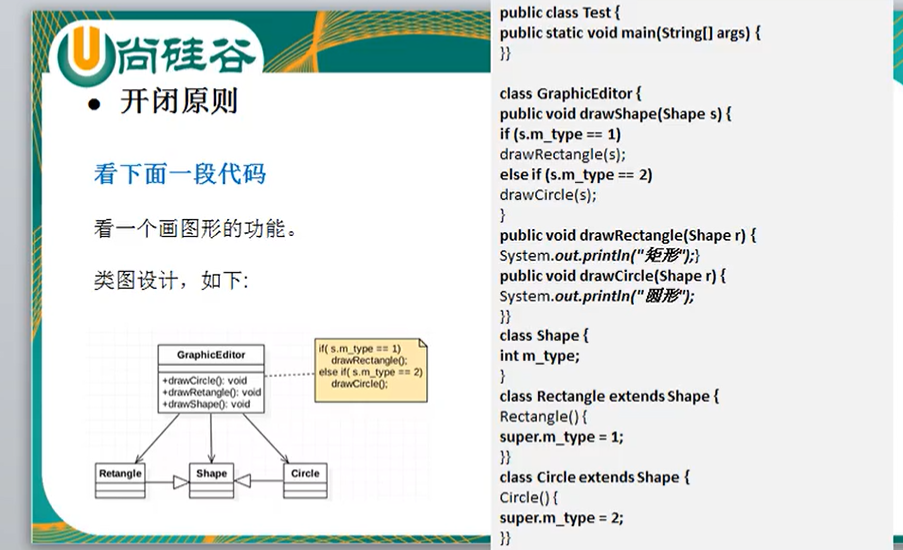 尚硅谷
• 开闭原则
看下面一段代码
看一个画图形的功能。
类图设计，如下:
GraphicEditor
+drawCircle(): void
+drawRetangle(): void
+drawShape(): void
if( s.m_type == 1)
drawRectangle();
else if( s.m_type == 2)
drawCircle();
Retangle
Shape
Circle
public class Test {
public static void main(String[] args) {
}}
class GraphicEditor {
public void drawShape(Shape s) {
if (s.m_type == 1)
drawRectangle(s);
else if (s.m_type == 2)
drawCircle(s);
}
public void drawRectangle(Shape r) {
System.out.println("矩形");}
public void drawCircle(Shape r) {
System.out.println("圆形");
}}
class Shape {
int m_type;
}
class Rectangle extends Shape {
Rectangle() {
super.m_type = 1;
}}
class Circle extends Shape {
Circle() {
super.m_type = 2;
}}